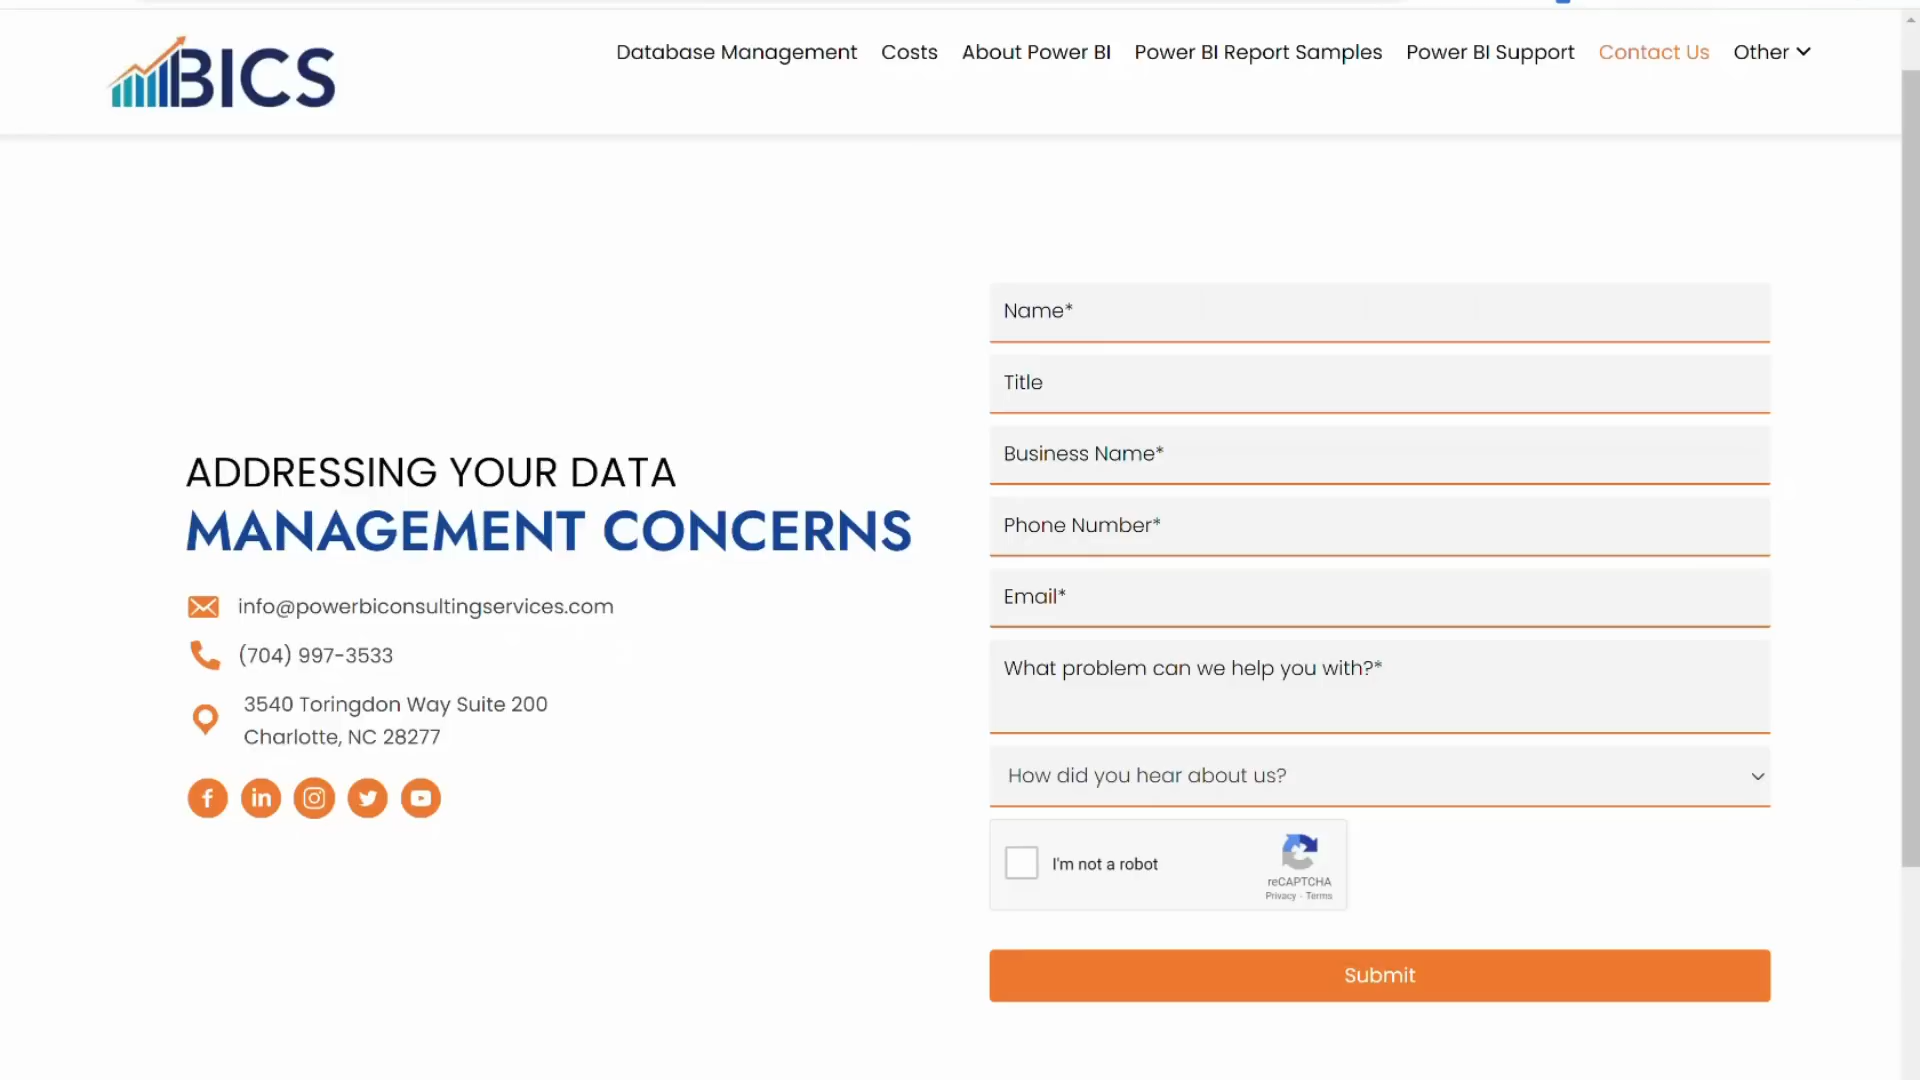 BICS
Database Management Costs About Power BI Power BI Report Samples Power BI Support Contact Us Other
ADDRESSING YOUR DATA
MANAGEMENT CONCERNS
info@powerbiconsultingservices.com
(704) 997-3533
3540 Toringdon Way Suite 200
Charlotte, NC 28277
Name*
Title
Business Name*
Phone Number*
Email*
What problem can we help you with?*
How did you hear about us?
I'm not a robot
reCAPTCHA
Privacy - Terms
Submit